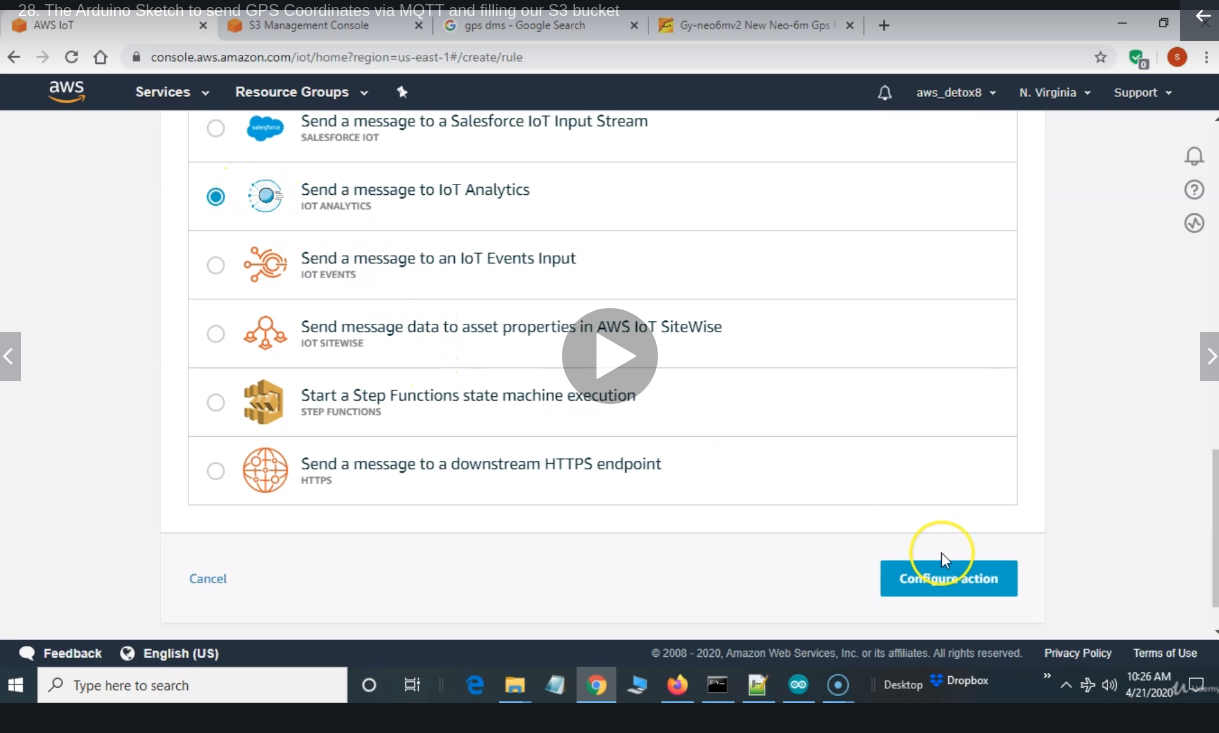 28. The Arduino Sketch to send GPS Coordinates via MQTT and filling our S3 bucket
AWS IoT
S3 Management Console
gps dms - Google Search
Gy-neo6mv2 New Neo-6m Gps
console.aws.amazon.com/iot/home?region=us-east-1#/create/rule
0
S
aws
Services
Resource Groups
aws_detox8
N. Virginia
Support
salesforce
Send a message to a Salesforce IoT Input Stream
SALESFORCE IOT
Send a message to IoT Analytics
IOT ANALYTICS
Send a message to an IoT Events Input
IOT EVENTS
Send message data to asset properties in AWS IoT SiteWise
IOT SITEWISE
Start a Step Functions state machine execution
STEP FUNCTIONS
Send a message to a downstream HTTPS endpoint
HTTPS
Cancel
Configure action
Feedback
English (US)
© 2008 - 2020, Amazon Web Services, Inc. or its affiliates. All rights reserved.
Privacy Policy
Terms of Use
Type here to search
Desktop
Dropbox
10:26 AM
4/21/2020
Udemy